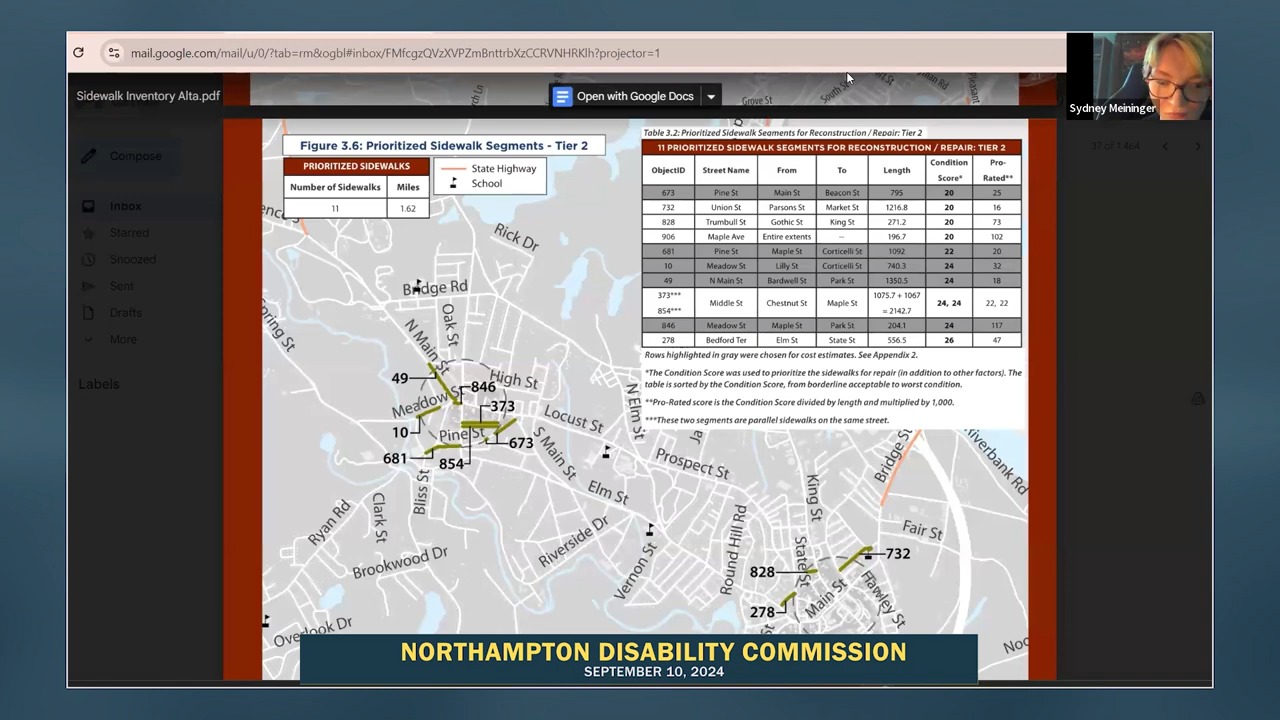 mail.google.com/mail/u/0/?tab=rm&ogbl#inbox/FMfcgzQVzXVPZmBnttrbXzCCRVNHRKlh?projector=1
Sidewalk Inventory Alta.pdf
Open with Google Docs
Sydney Meininger
Compose
Inbox
Starred
Snoozed
Sent
Drafts
More
Labels
37 of 1,464
Grove St
South St
Figure 3.6: Prioritized Sidewalk Segments - Tier 2
PRIORITIZED SIDEWALKS
Number of Sidewalks Miles
11 1.62
State Highway
School
Table 3.2: Prioritized Sidewalk Segments for Reconstruction / Repair: Tier 2
11 PRIORITIZED SIDEWALK SEGMENTS FOR RECONSTRUCTION / REPAIR: TIER 2
ObjectID Street Name From To Length Condition Score* Pro-Rated**
673 Pine St Main St Beacon St 795 20 25
732 Union St Parsons St Market St 1216.8 20 16
828 Trumbull St Gothic St King St 271.2 20 73
906 Maple Ave Entire extents -- 196.7 20 102
681 Pine St Maple St Corticelli St 1092 22 20
10 Meadow St Lilly St Corticelli St 740.3 24 32
49 N Main St Bardwell St Park St 1350.5 24 18
373*** 854*** Middle St Chestnut St Maple St 1075.7 + 1067 = 2142.7 24, 24 22, 22
846 Meadow St Maple St Park St 204.1 24 117
278 Bedford Ter Elm St State St 556.5 26 47
Rows highlighted in gray were chosen for cost estimates. See Appendix 2.
*The Condition Score was used to prioritize the sidewalks for repair (in addition to other factors). The
table is sorted by the Condition Score, from borderline acceptable to worst condition.
**Pro-Rated score is the Condition Score divided by length and multiplied by 1,000.
***These two segments are parallel sidewalks on the same street.
Rick Dr
Bridge Rd
Spring St
N Main St
Oak St
High St
49
846
Meadow St
373
10
Pine St
673
681
854
Locust St
N Elm St
S Main St
Prospect St
Elm St
Bliss St
Clark St
Ryan Rd
Brookwood Dr
Riverside Dr
Vernon St
Round Hill Rd
King St
State St
Bridge St
Riverbank Rd
Fair St
732
828
278
Main St
Hawley St
Overlook Dr
NORTHAMPTON DISABILITY COMMISSION
SEPTEMBER 10, 2024